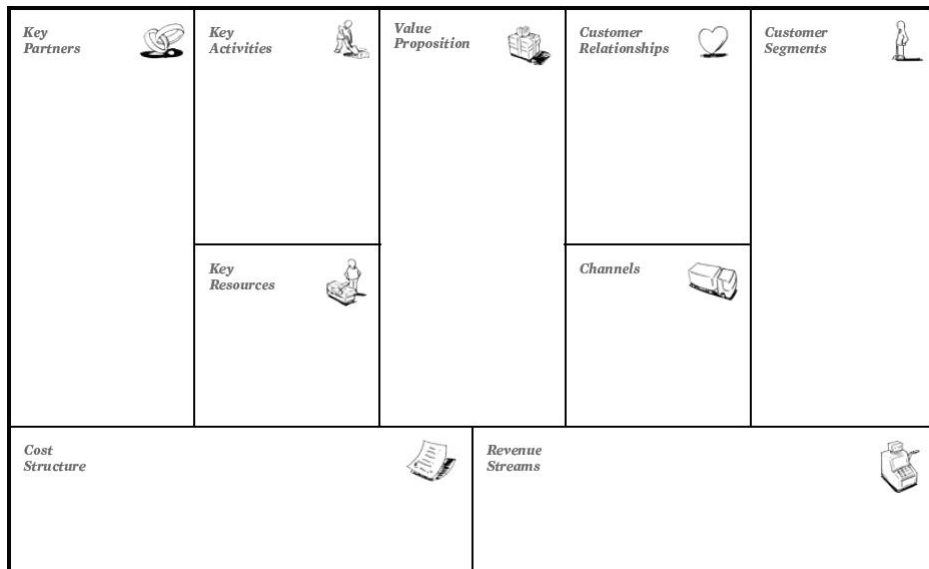 Key
Partners
Key
Activities
Value
Proposition
Customer
Relationships
Customer
Segments
Key
Resources
Channels
Cost
Structure
Revenue
Streams